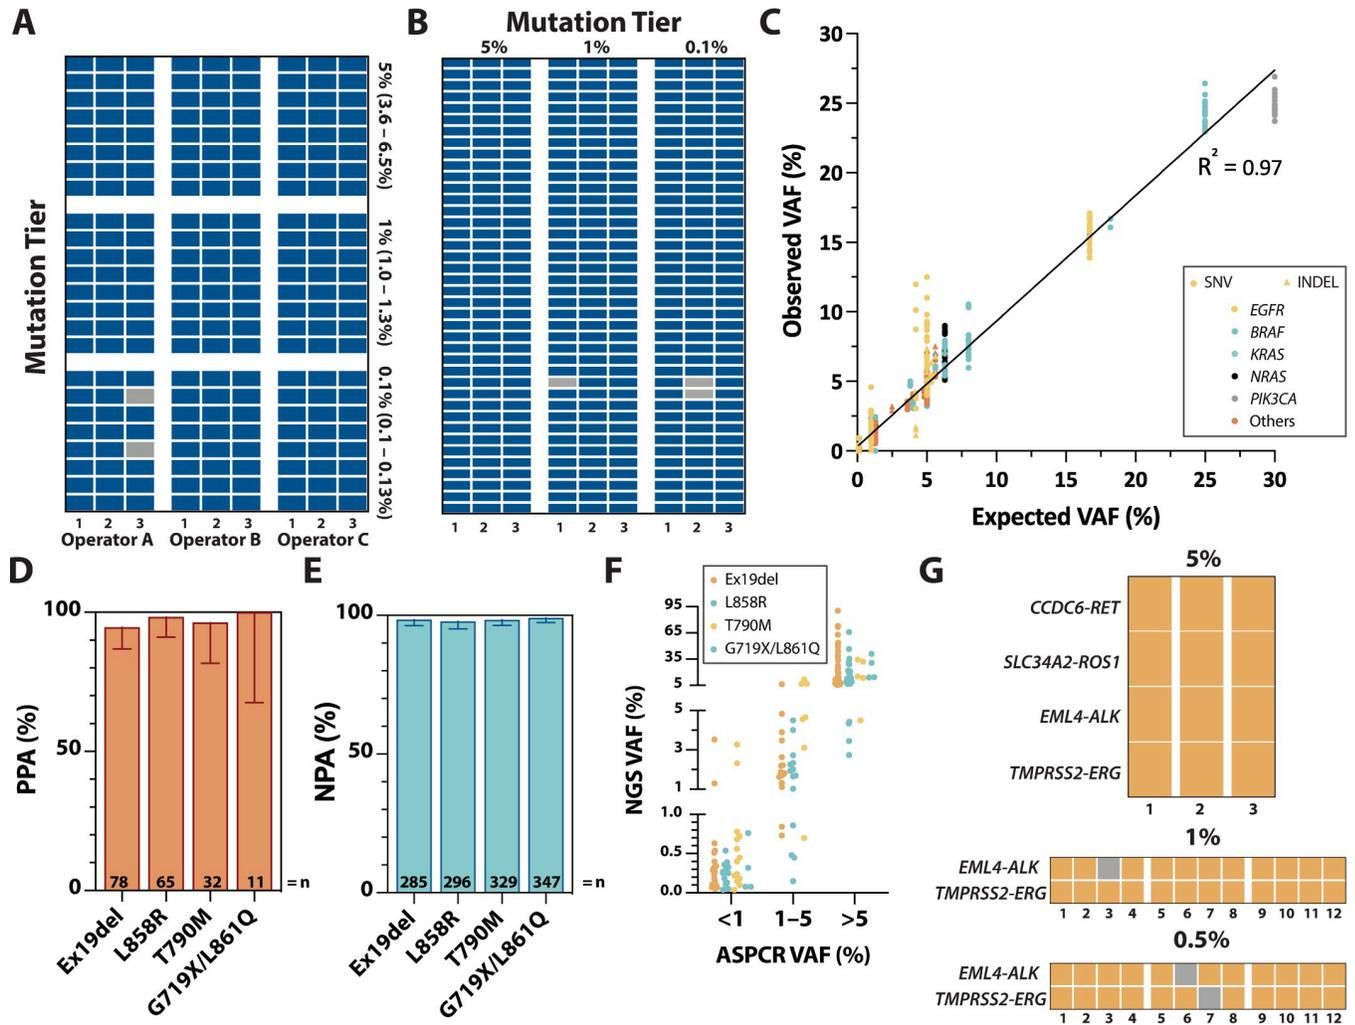 A
Mutation Tier
5% (3.6 – 6.5%)
1% (1.0 – 1.3%)
0.1% (0.1 – 0.13%)
1 2 3 1 2 3 1 2 3
Operator A Operator B Operator C
B
Mutation Tier
5% 1% 0.1%
1 2 3 1 2 3 1 2 3
C
Observed VAF (%)
30
25
20
15
10
5
0
R² = 0.97
SNV INDEL
EGFR
BRAF
KRAS
NRAS
PIK3CA
Others
0 5 10 15 20 25 30
Expected VAF (%)
D
PPA (%)
100
50
0
78 65 32 11 = n
Ex19del L858R T790M G719X/L861Q
E
NPA (%)
100
50
0
285 296 329 347 = n
Ex19del L858R T790M G719X/L861Q
F
Ex19del
L858R
T790M
G719X/L861Q
NGS VAF (%)
95
65
35
5
5
3
1
1.0
0.5
0.0
<1 1–5 >5
ASPCR VAF (%)
G
5%
CCDC6-RET
SLC34A2-ROS1
EML4-ALK
TMPRSS2-ERG
1 2 3
1%
EML4-ALK
TMPRSS2-ERG
1 2 3 4 5 6 7 8 9 10 11 12
0.5%
EML4-ALK
TMPRSS2-ERG
1 2 3 4 5 6 7 8 9 10 11 12